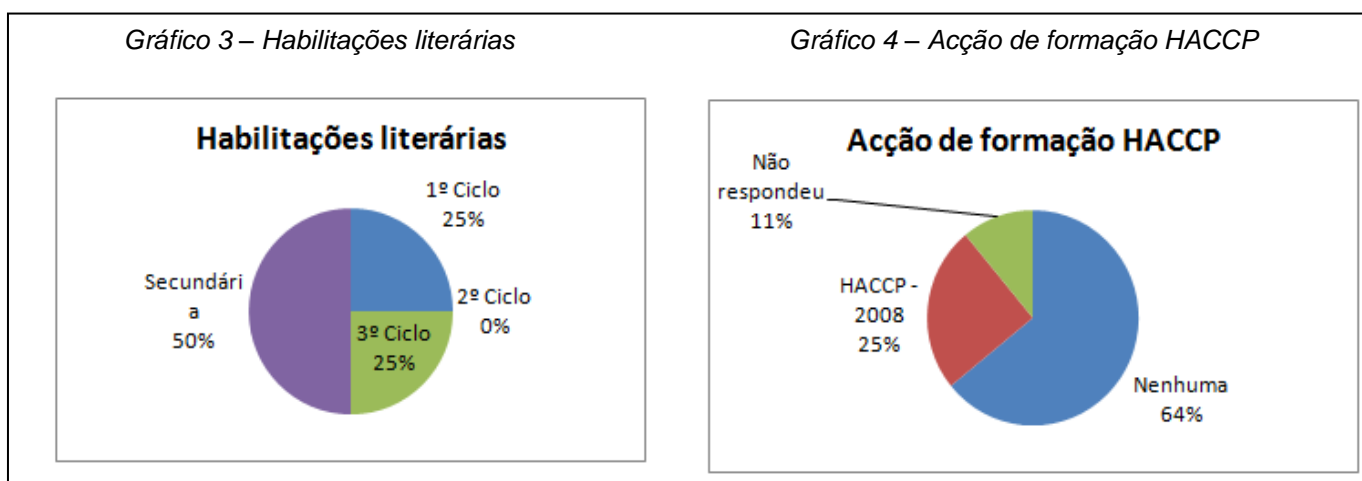 Gráfico 3 – Habilitações literárias
Gráfico 4 – Acção de formação HACCP
Habilitações literárias
1º Ciclo
25%
2º Ciclo
0%
3º Ciclo
25%
Secundári
a
50%
Acção de formação HACCP
Não
respondeu
11%
HACCP -
2008
25%
Nenhuma
64%